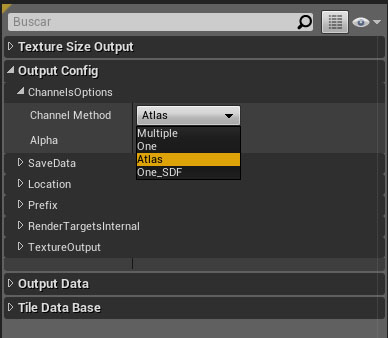 Buscar
Texture Size Output
Output Config
ChannelsOptions
Channel Method Atlas
Multiple
Alpha One
Atlas
SaveData One_SDF
Location
Prefix
RenderTargetsInternal
TextureOutput
Output Data
Tile Data Base